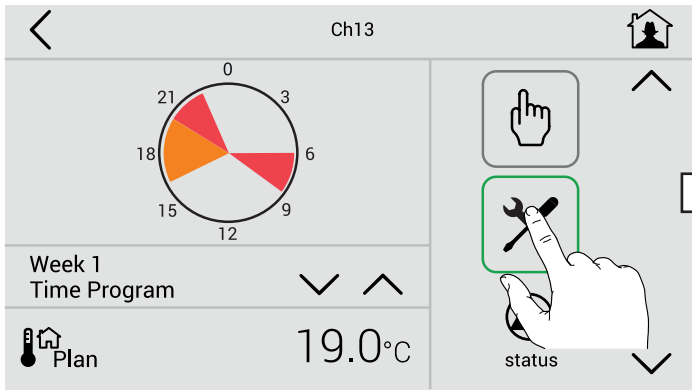 Ch13
0
21
3
18
6
15
9
12
Week 1
Time Program
Plan
19.0°C
status